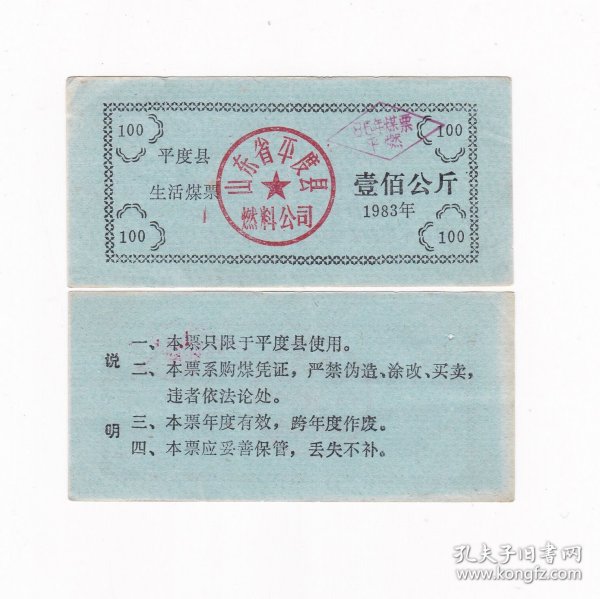 100
100
平度县
生活煤票
山东省平度县
燃料公司
煤票
壹佰公斤
1983年
100
100
说明
一、本票只限于平度县使用。
二、本票系购煤凭证，严禁伪造、涂改、买卖，
违者依法论处。
三、本票年度有效，跨年度作废。
四、本票应妥善保管，丢失不补。
孔夫子旧书网
www.kongfz.com